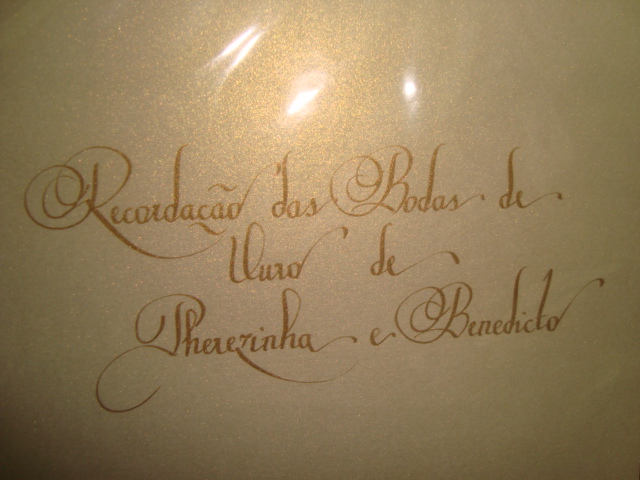 Recordação das Bodas de
Ouro de
Therezinha e Benedicto